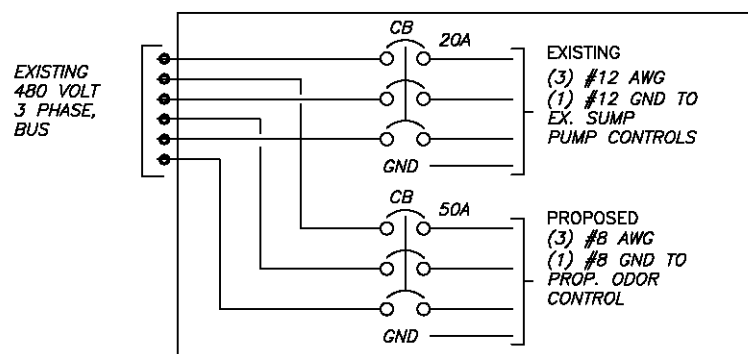 EXISTING
480 VOLT
3 PHASE,
BUS
CB
20A
GND
EXISTING
(3) #12 AWG
(1) #12 GND TO
EX. SUMP
PUMP CONTROLS
CB
50A
GND
PROPOSED
(3) #8 AWG
(1) #8 GND TO
PROP. ODOR
CONTROL